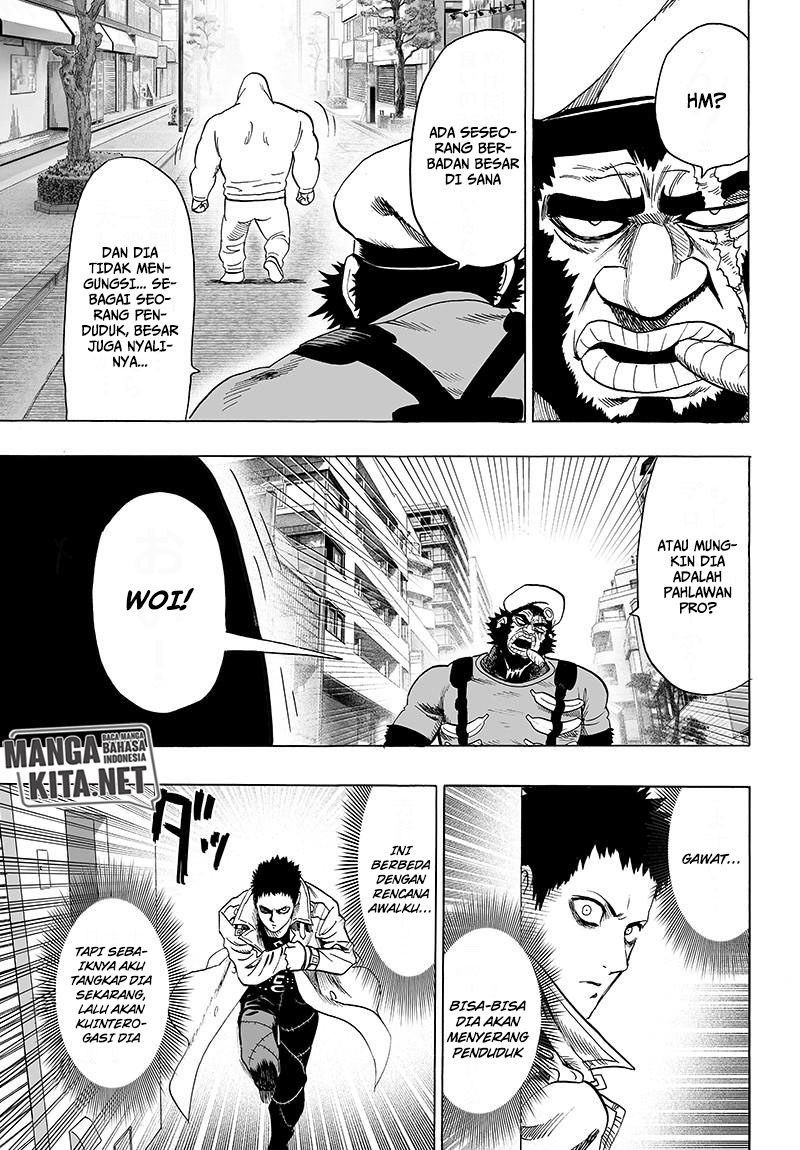 HM?
ADA SESEO-
RANG BER-
BADAN BESAR
DI SANA
DAN DIA
TIDAK MEN-
GUNGSI... SE-
BAGAI SEO-
RANG PEN-
DUDUK, BESAR
JUGA NYALI-
NYA...
ATAU MUNG-
KIN DIA
ADALAH
PAHLAWAN
PRO?
WOI!
GAWAT...
BISA-BISA
DIA AKAN
MENYERANG
PENDUDUK
INI
BERBEDA
DENGAN
RENCANA
AWALKU...
ダッ
TAPI SEBA-
IKNYA AKU
TANGKAP DIA
SEKARANG,
LALU AKAN
KUINTERO-
GASI DIA
MANGA
BACA MANGA
BAHASA
INDONESIA
KITA.NET